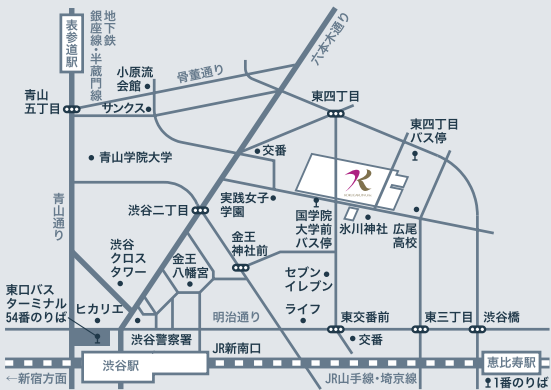 表参道駅
地下鉄
銀座線・半蔵門線
六本木通り
小原流
会館
骨董通り
青山
五丁目
サンクス
東四丁目
東四丁目
バス停
交番
青山学院大学
青山通り
渋谷二丁目
実践女子
学園
国学院
大学前
バス停
氷川神社
広尾
高校
渋谷
クロス
タワー
金王
八幡宮
金王
神社前
セブン
イレブン
東口バス
ターミナル
54番のりば
ヒカリエ
ライフ
明治通り
東交番前
東三丁目
渋谷橋
渋谷警察署
交番
JR新南口
渋谷駅
恵比寿駅
←新宿方面
JR山手線・埼京線
1番のりば